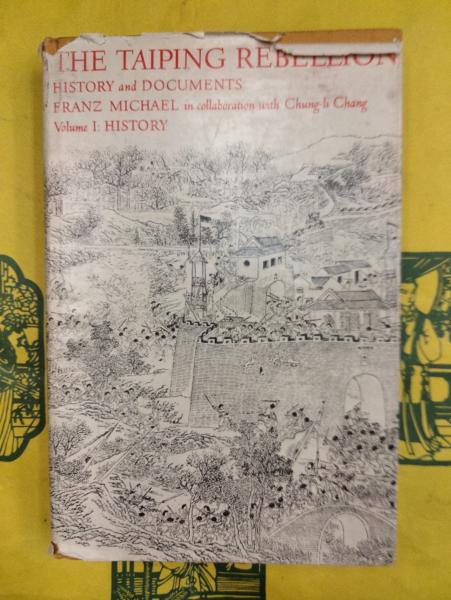 THE TAIPING REBELLION
HISTORY and DOCUMENTS
FRANZ MICHAEL in collaboration with Chung-li Chang
Volume I: HISTORY